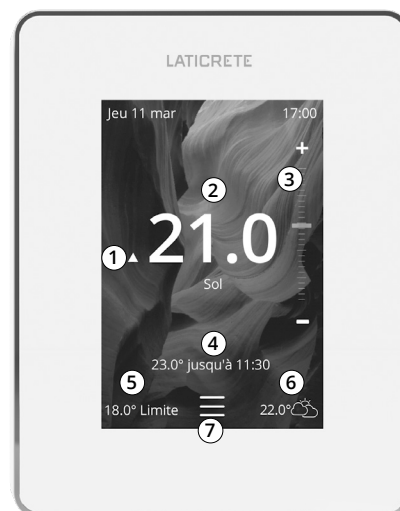 LATICRETE
Jeu 11 mar 17:00
+
2
3
21.0
1
Sol
−
4
23.0° jusqu'à 11:30
5
6
18.0° Limite
22.0°
7